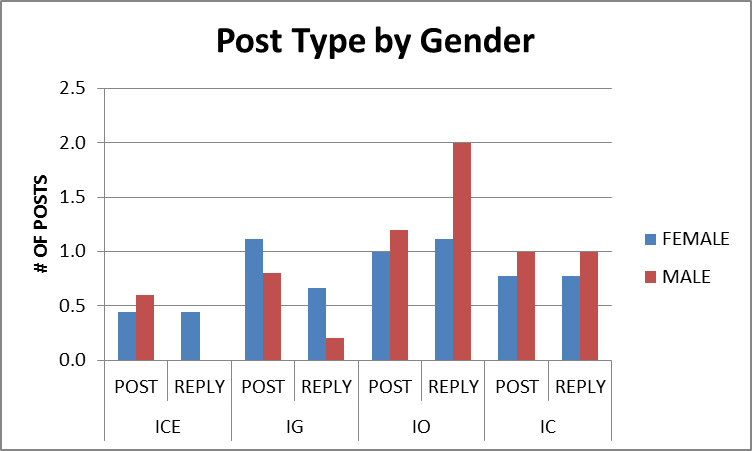 Post Type by Gender
# OF POSTS
2.5
2.0
1.5
1.0
0.5
0.0
POST REPLY POST REPLY POST REPLY POST REPLY
ICE IG IO IC
FEMALE
MALE